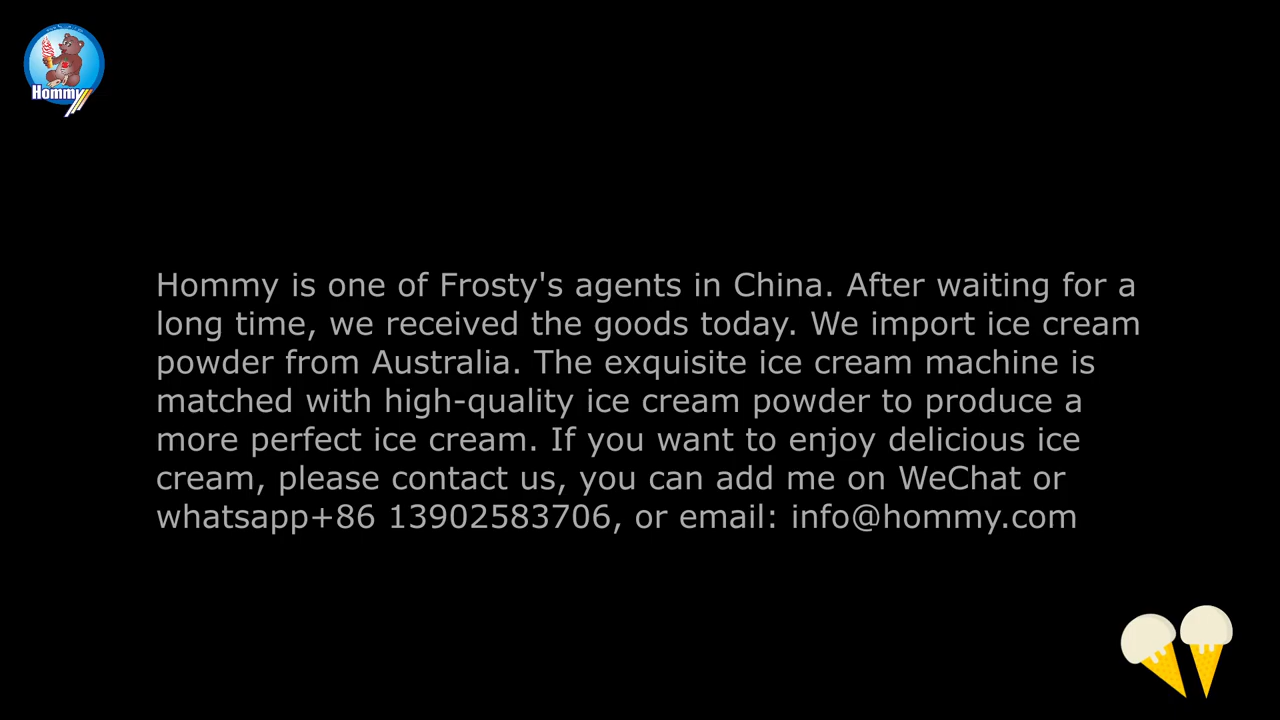 Hommy
Hommy is one of Frosty's agents in China. After waiting for a
long time, we received the goods today. We import ice cream
powder from Australia. The exquisite ice cream machine is
matched with high-quality ice cream powder to produce a
more perfect ice cream. If you want to enjoy delicious ice
cream, please contact us, you can add me on WeChat or
whatsapp+86 13902583706, or email: info@hommy.com